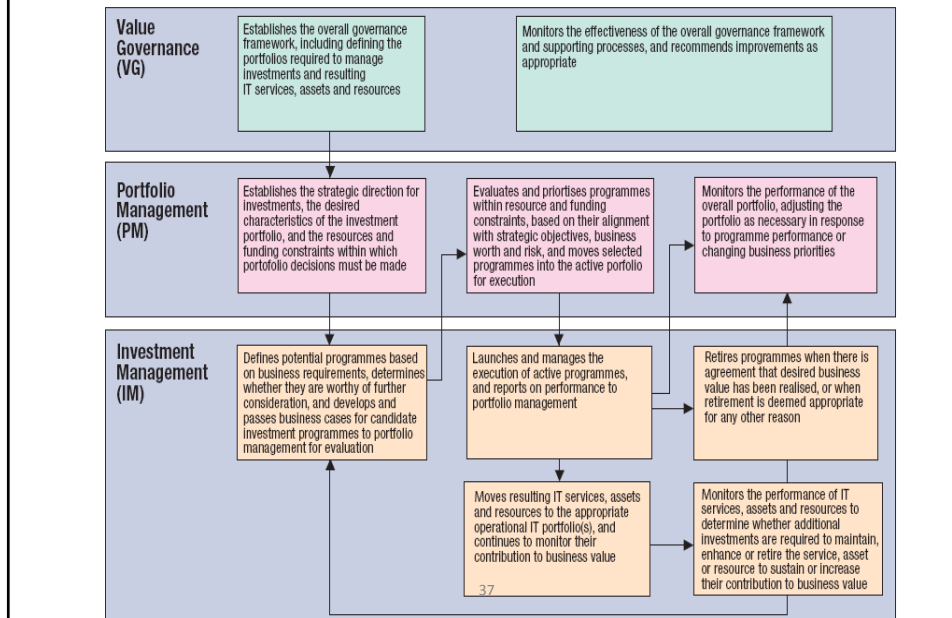 Value
Governance
(VG)
Establishes the overall governance
framework, including defining the
portfolios required to manage
investments and resulting
IT services, assets and resources
Monitors the effectiveness of the overall governance framework
and supporting processes, and recommends improvements as
appropriate
Portfolio
Management
(PM)
Establishes the strategic direction for
investments, the desired
characteristics of the investment
portfolio, and the resources and
funding constraints within which
portofolio decisions must be made
Evaluates and prioritises programmes
within resource and funding
constraints, based on their alignment
with strategic objectives, business
worth and risk, and moves selected
programmes into the active porfolio
for execution
Monitors the performance of the
overall portfolio, adjusting the
portfolio as necessary in response
to programme performance or
changing business priorities
Investment
Management
(IM)
Defines potential programmes based
on business requirements, determines
whether they are worthy of further
consideration, and develops and
passes business cases for candidate
investment programmes to portfolio
management for evaluation
Launches and manages the
execution of active programmes,
and reports on performance to
portfolio management
Retires programmes when there is
agreement that desired business
value has been realised, or when
retirement is deemed appropriate
for any other reason
Moves resulting IT services, assets
and resources to the appropriate
operational IT portfolio(s), and
continues to monitor their
contribution to business value
Monitors the performance of IT
services, assets and resources to
determine whether additional
investments are required to maintain,
enhance or retire the service, asset
or resource to sustain or increase
their contribution to business value
37